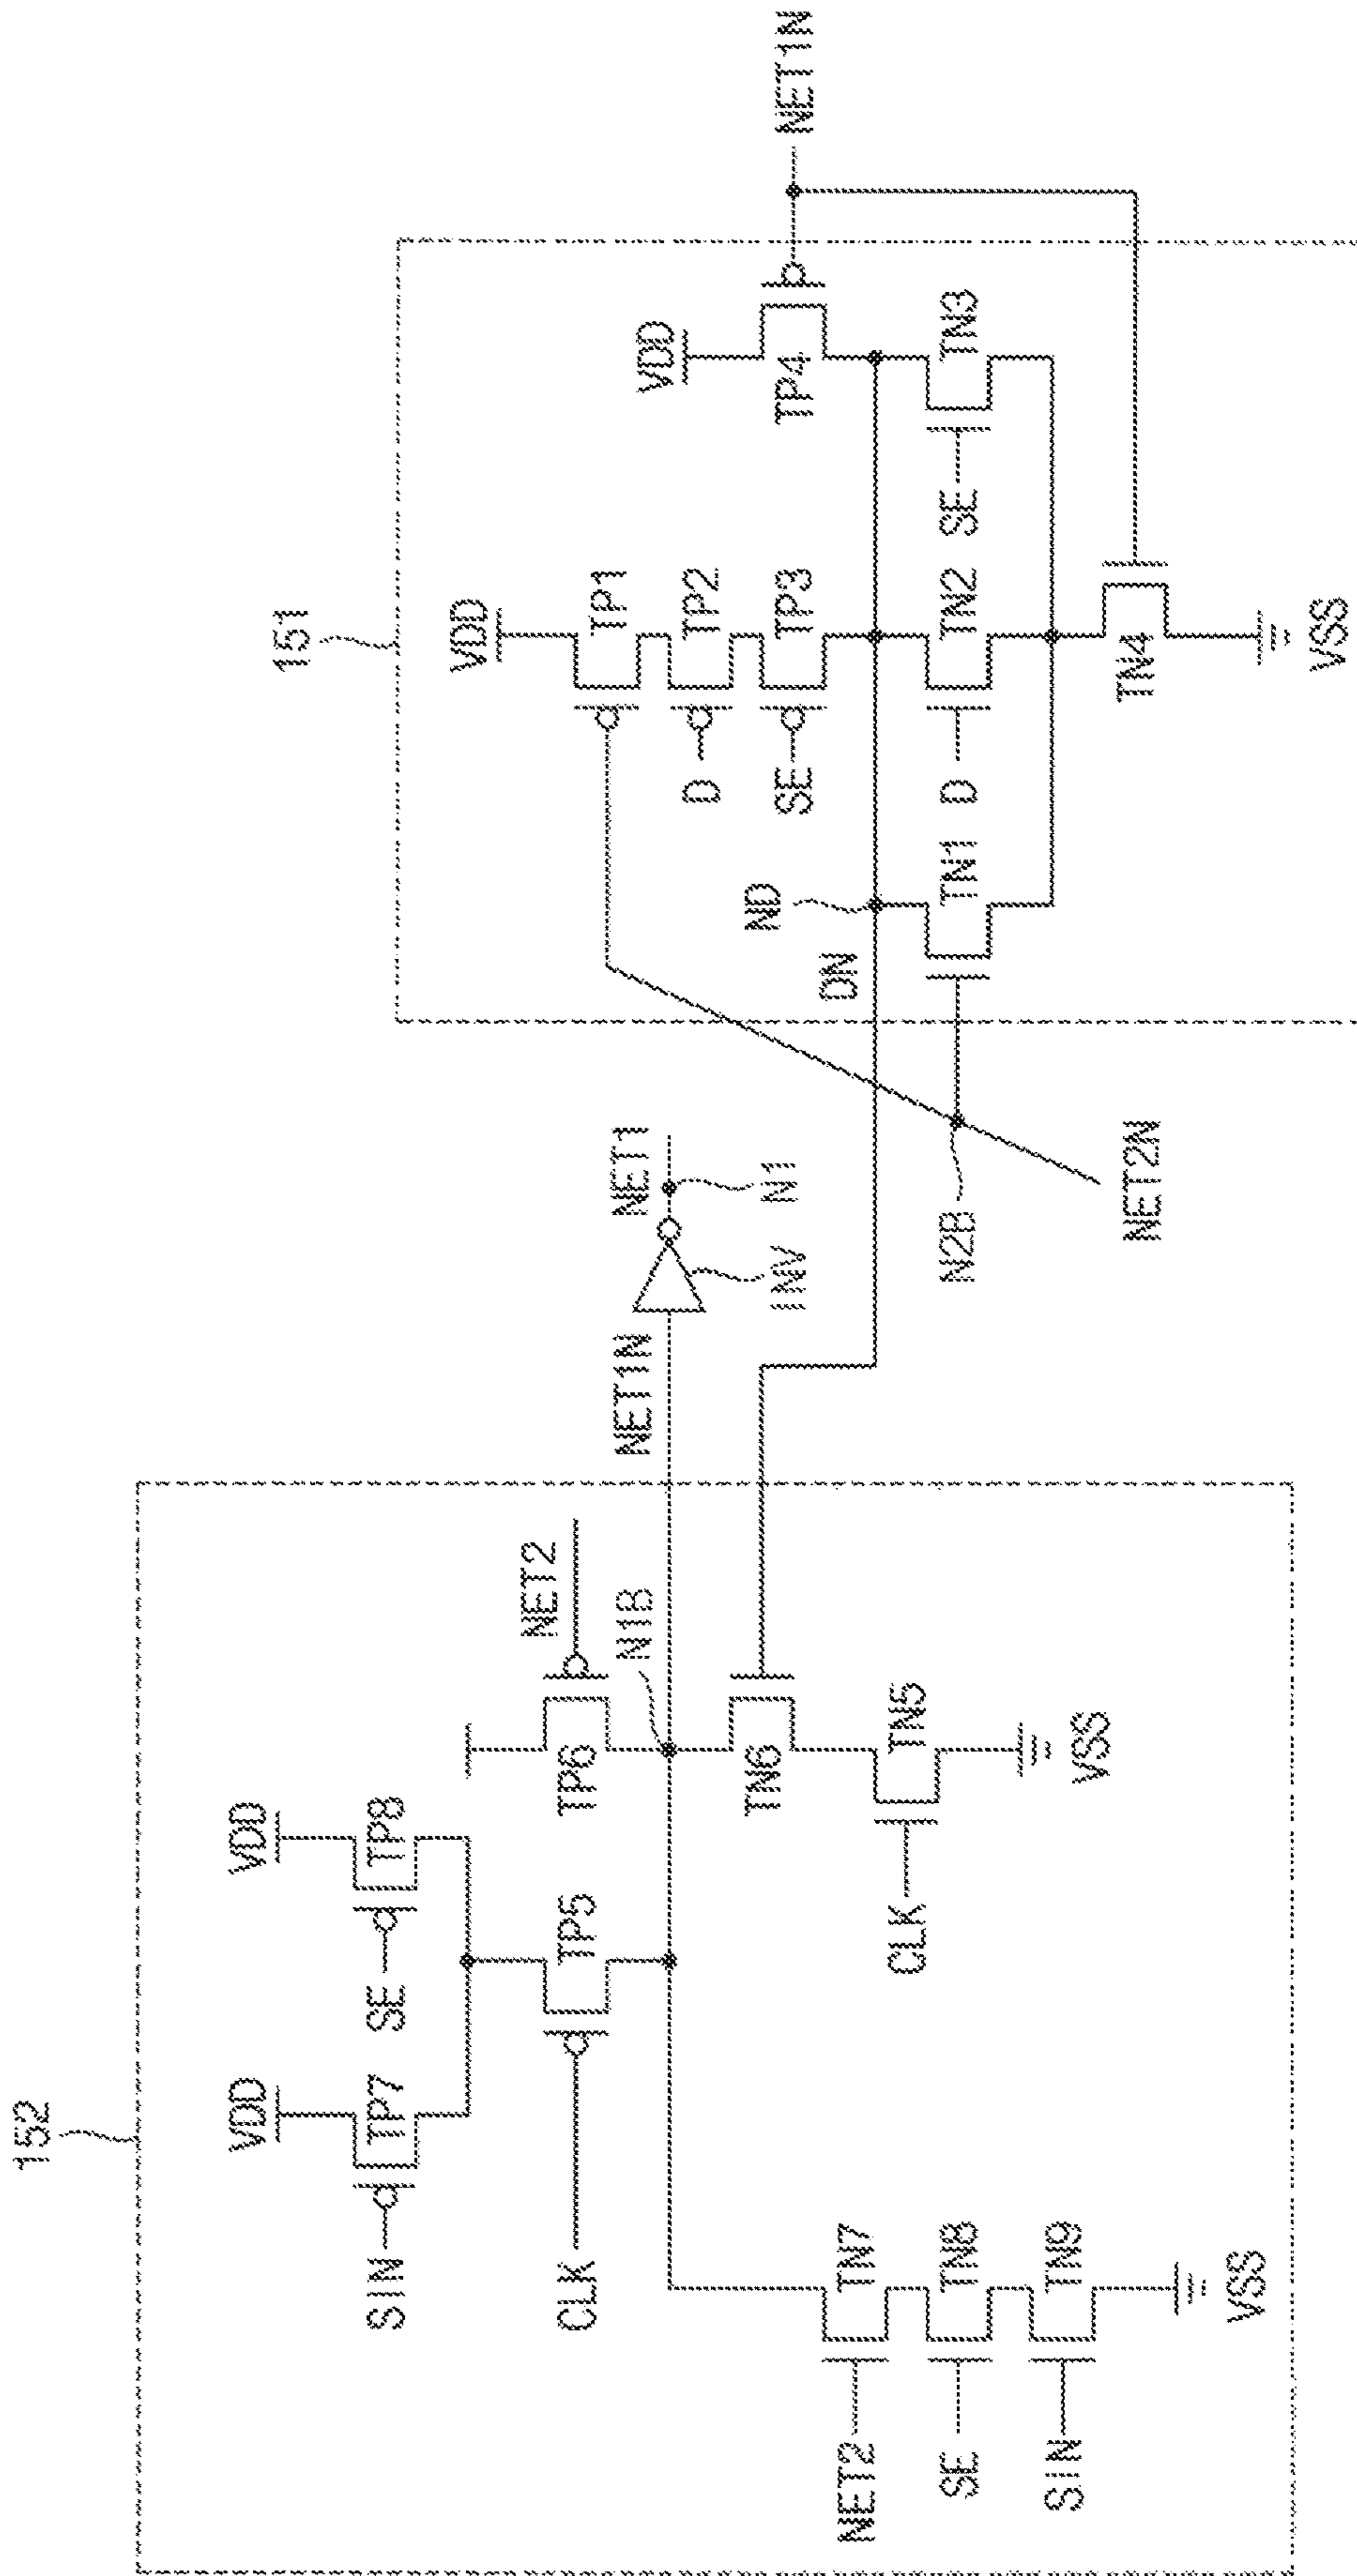 152
VDD
VDD
SIN
TP7
SE
TP8
CLK
TP5
TP6
NET2
N1B
NET1N
NET1
INV
N1
NET2
TN7
SE
TN8
SIN
TN9
VSS
TN6
CLK
TN5
VSS
151
VDD
TP1
D
TP2
SE
TP3
VDD
TP4
NET1N
ND
DN
TN1
D
TN2
SE
TN3
N2B
NET2N
TN4
VSS